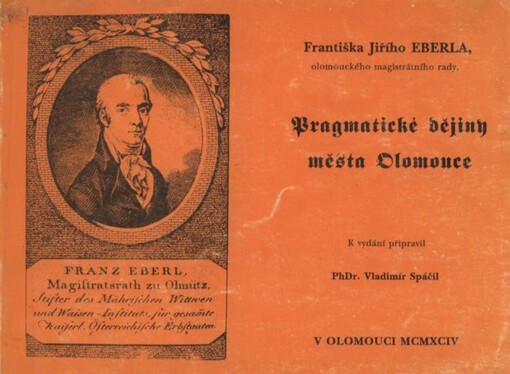 Františka Jiřího EBERLA,
olomouckého magistrátního rady,
Pragmatické dějiny
města Olomouce
K vydání připravil
PhDr. Vladimír Spáčil
V OLOMOUCI MCMXCIV
FRANZ EBERL,
Magiſtratsrath zu Olmütz,
Stifter des Mähriſchen Wittwen
und Waisen-Instituts, für geſamte
Kaiſerl. Öſterreichiſche Erbſtaaten.